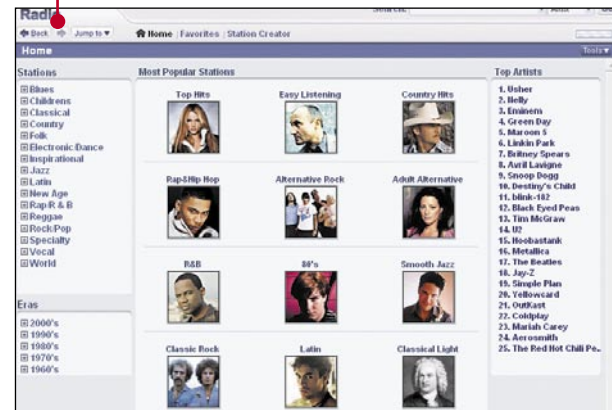 Radio
Back Jump to Home Favorites Station Creator
Home Tools
Stations
Blues
Childrens
Classical
Country
Folk
Electronic/Dance
Inspirational
Jazz
Latin
New Age
Rap/R & B
Reggae
Rock/Pop
Specialty
Vocal
World
Eras
2000's
1990's
1980's
1970's
1960's
Most Popular Stations
Top Hits Easy Listening Country Hits
Rap&Hip Hop Alternative Rock Adult Alternative
R&B 80's Smooth Jazz
Classic Rock Latin Classical Light
Top Artists
1. Usher
2. Nelly
3. Eminem
4. Green Day
5. Maroon 5
6. Linkin Park
7. Britney Spears
8. Avril Lavigne
9. Snoop Dogg
10. Destiny's Child
11. blink-182
12. Black Eyed Peas
13. Tim McGraw
14. U2
15. Hoobastank
16. Metallica
17. The Beatles
18. Jay-Z
19. Simple Plan
20. Yellowcard
21. OutKast
22. Coldplay
23. Mariah Carey
24. Aerosmith
25. The Red Hot Chili Pe..